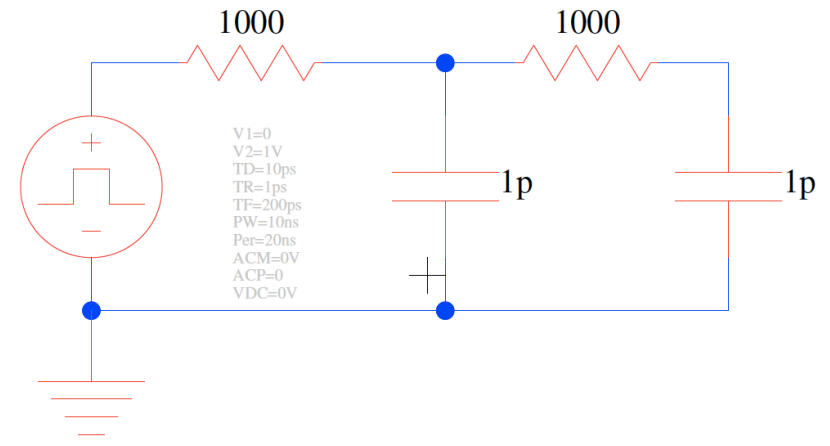 1000
1000
V1=0
V2=1V
TD=10ps
TR=1ps
TF=200ps
PW=10ns
Per=20ns
ACM=0V
ACP=0
VDC=0V
1p
1p